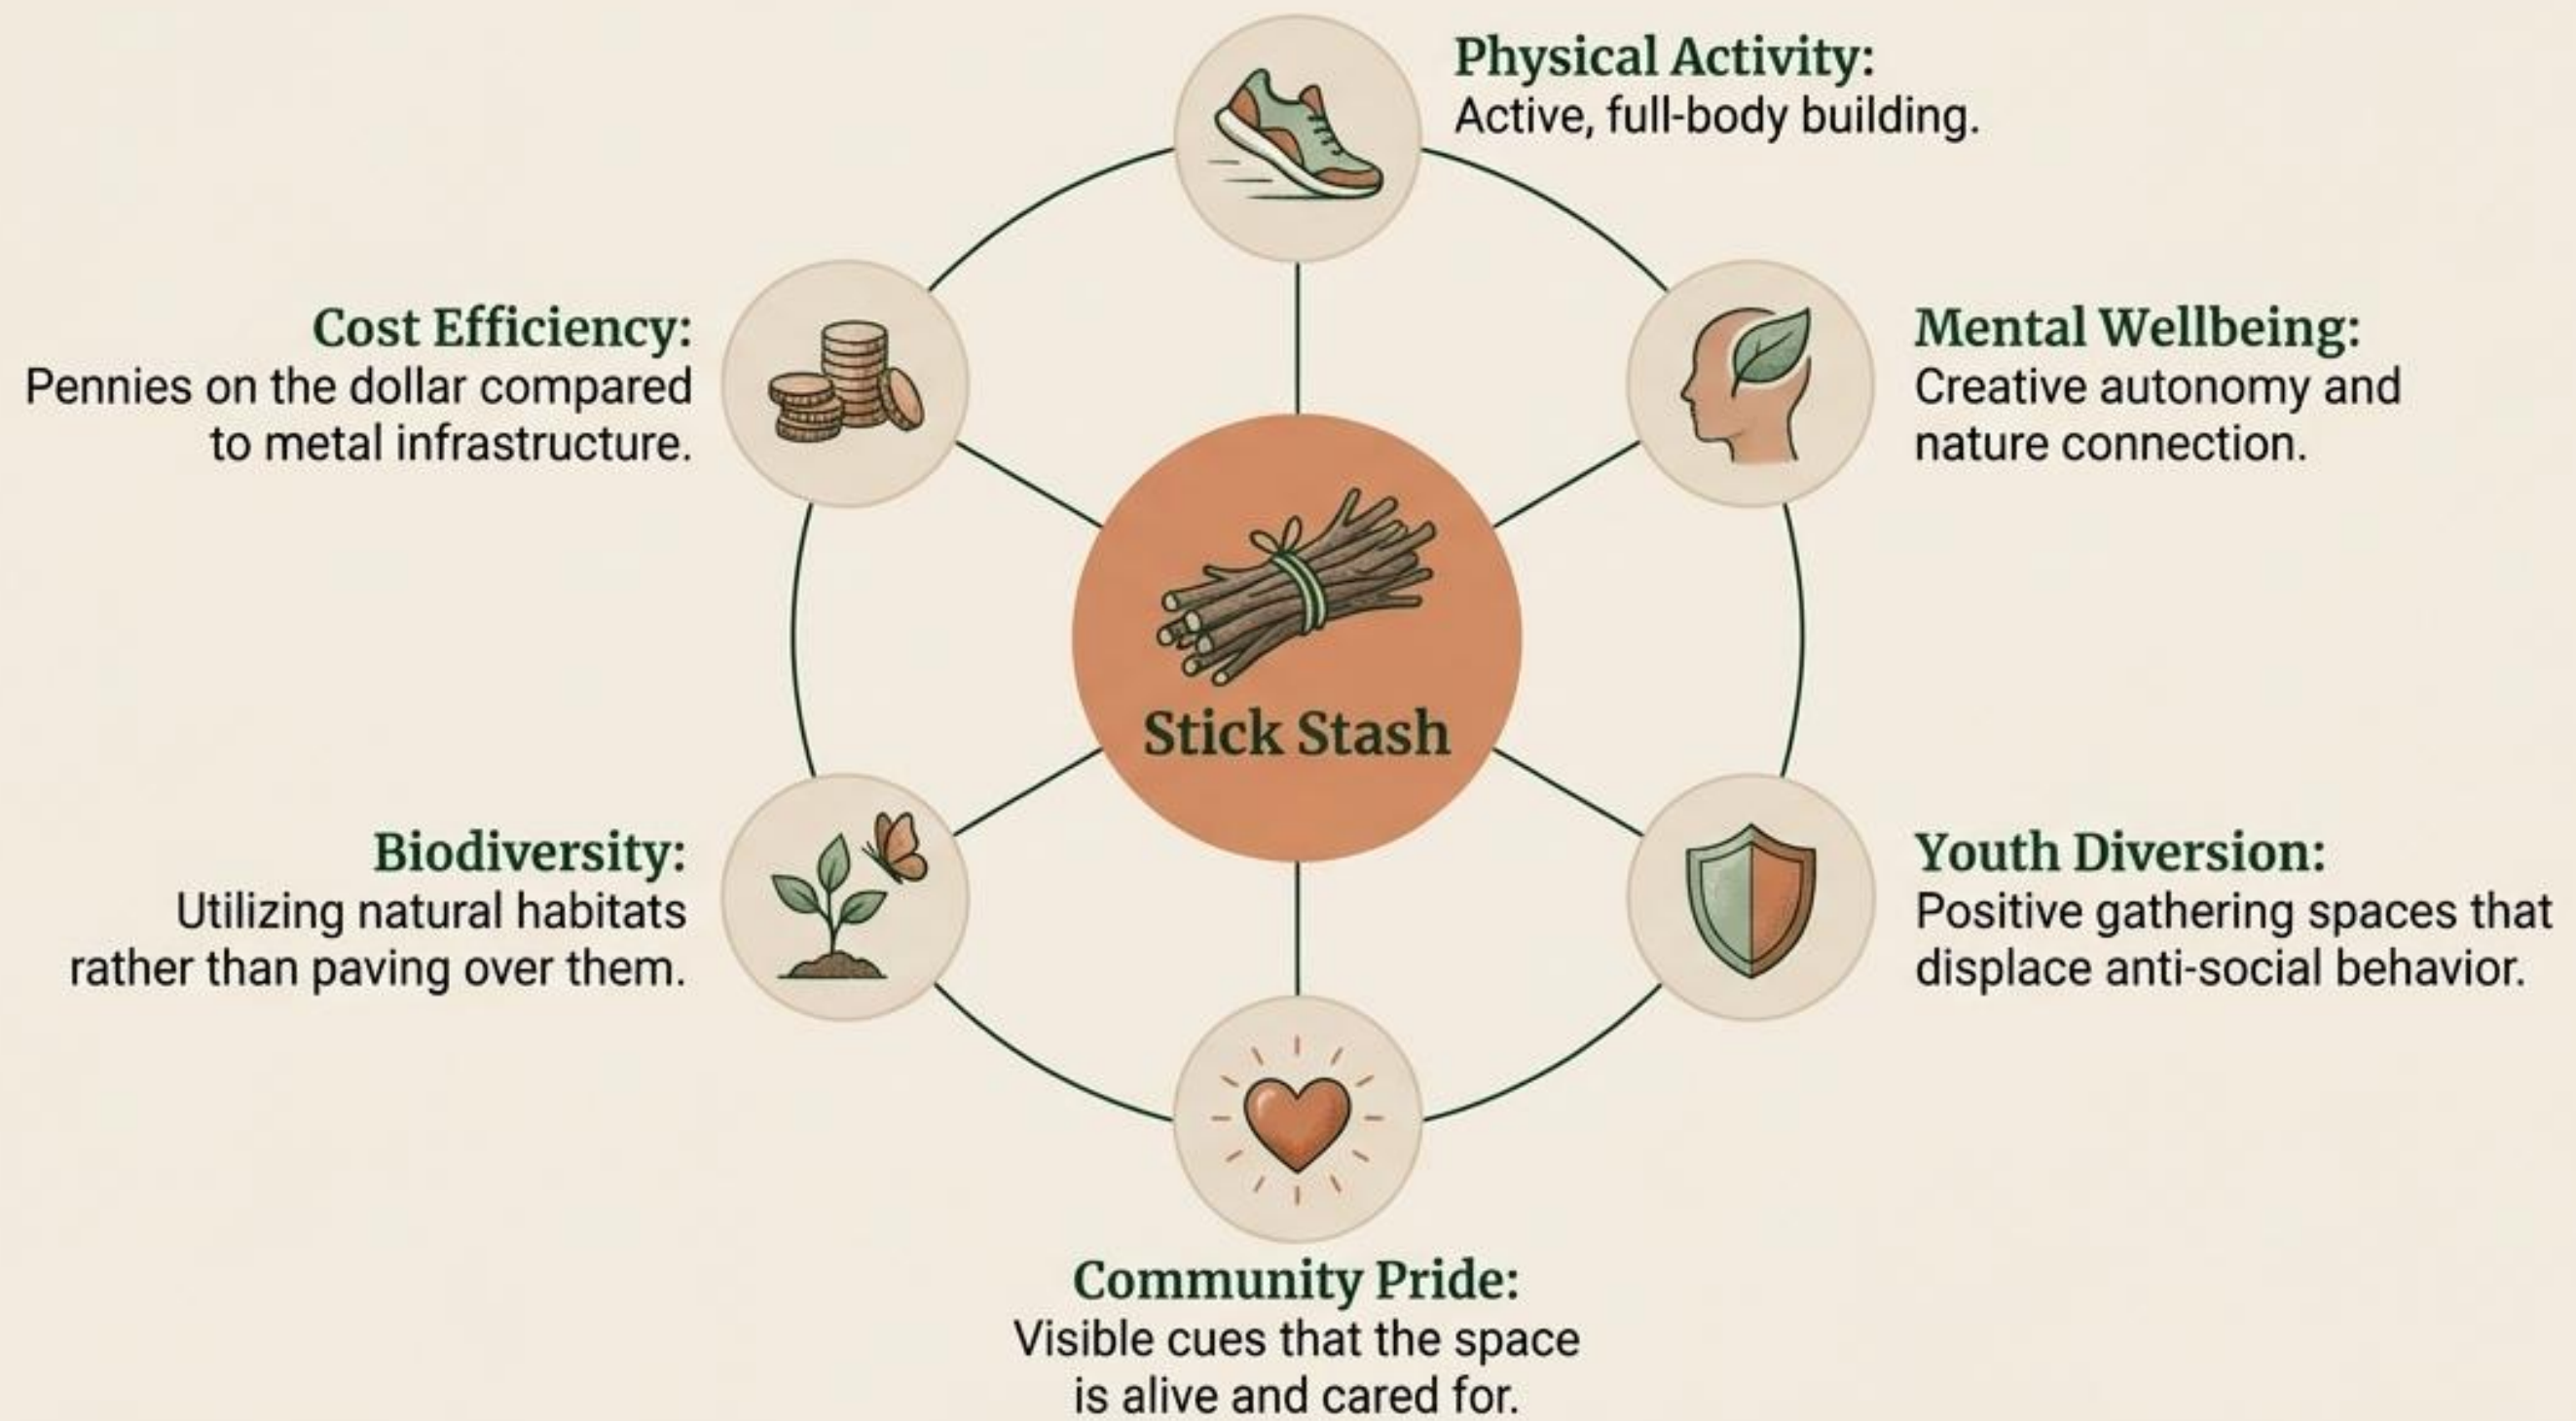 Physical Activity:
Active, full-body building.
Cost Efficiency:
Pennies on the dollar compared
to metal infrastructure.
Mental Wellbeing:
Creative autonomy and
nature connection.
Stick Stash
Biodiversity:
Utilizing natural habitats
rather than paving over them.
Youth Diversion:
Positive gathering spaces that
displace anti-social behavior.
Community Pride:
Visible cues that the space
is alive and cared for.